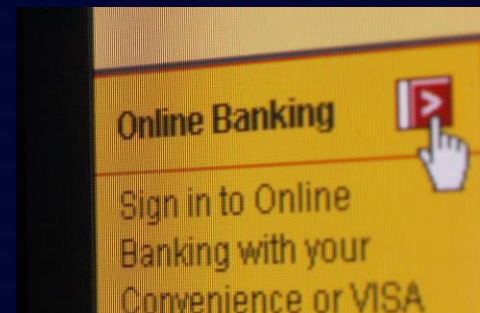 Online Banking
Sign in to Online
Banking with your
Convenience or VISA